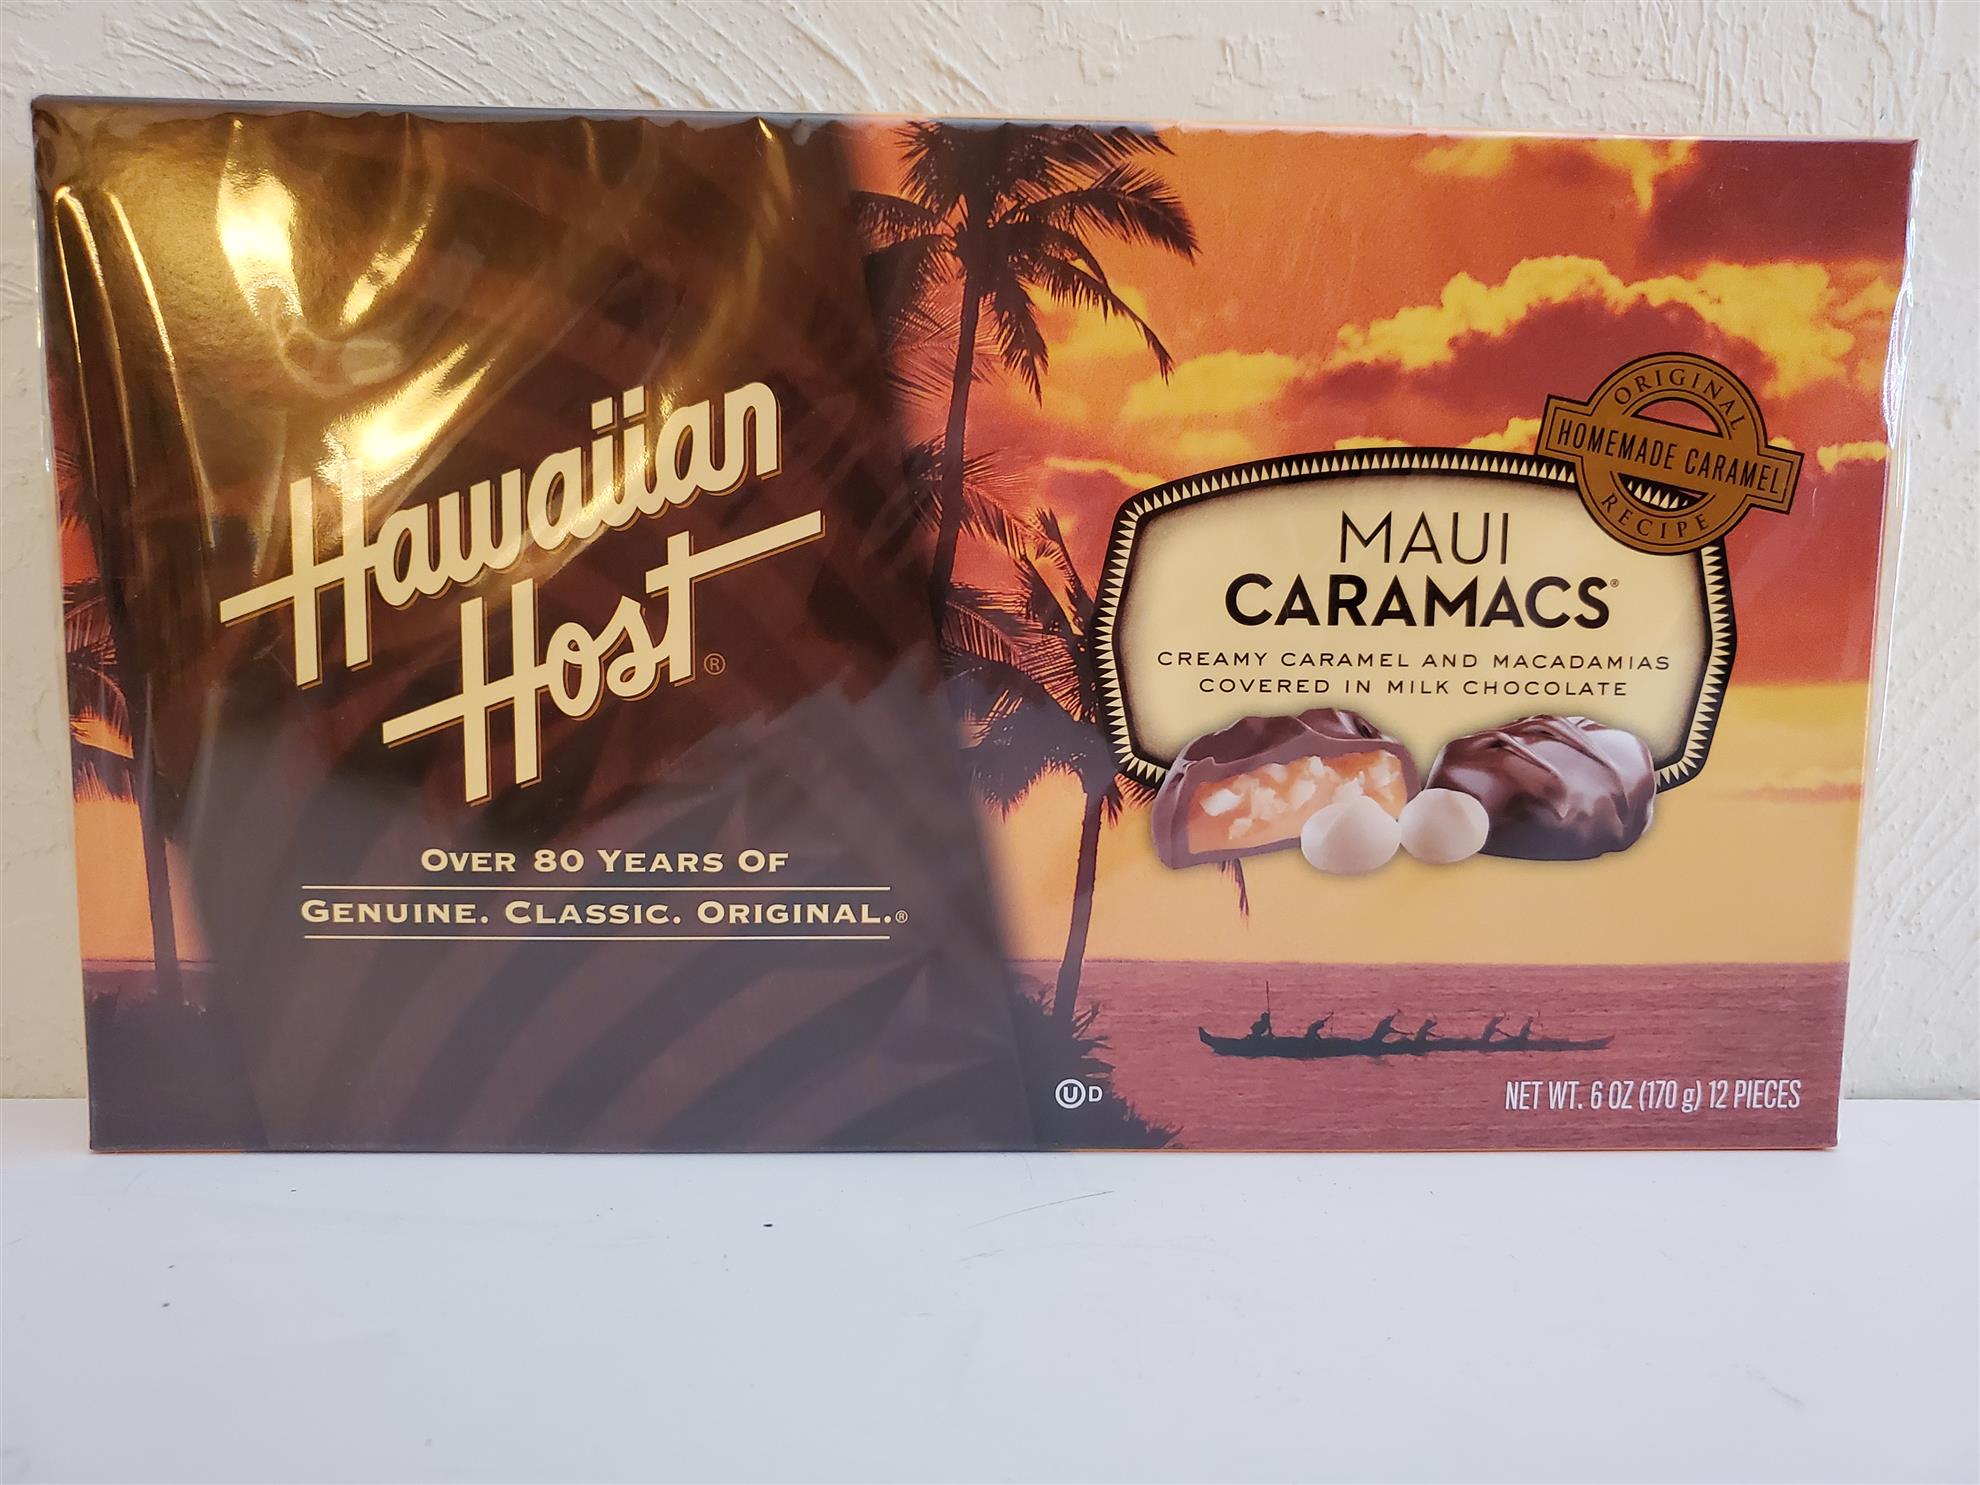 Hawaiian
Host®
OVER 80 YEARS OF
GENUINE. CLASSIC. ORIGINAL.®
ORIGINAL
HOMEMADE CARAMEL
RECIPE
MAUI
CARAMACS®
CREAMY CARAMEL AND MACADAMIAS
COVERED IN MILK CHOCOLATE
U D
NET WT. 6 OZ (170 g) 12 PIECES